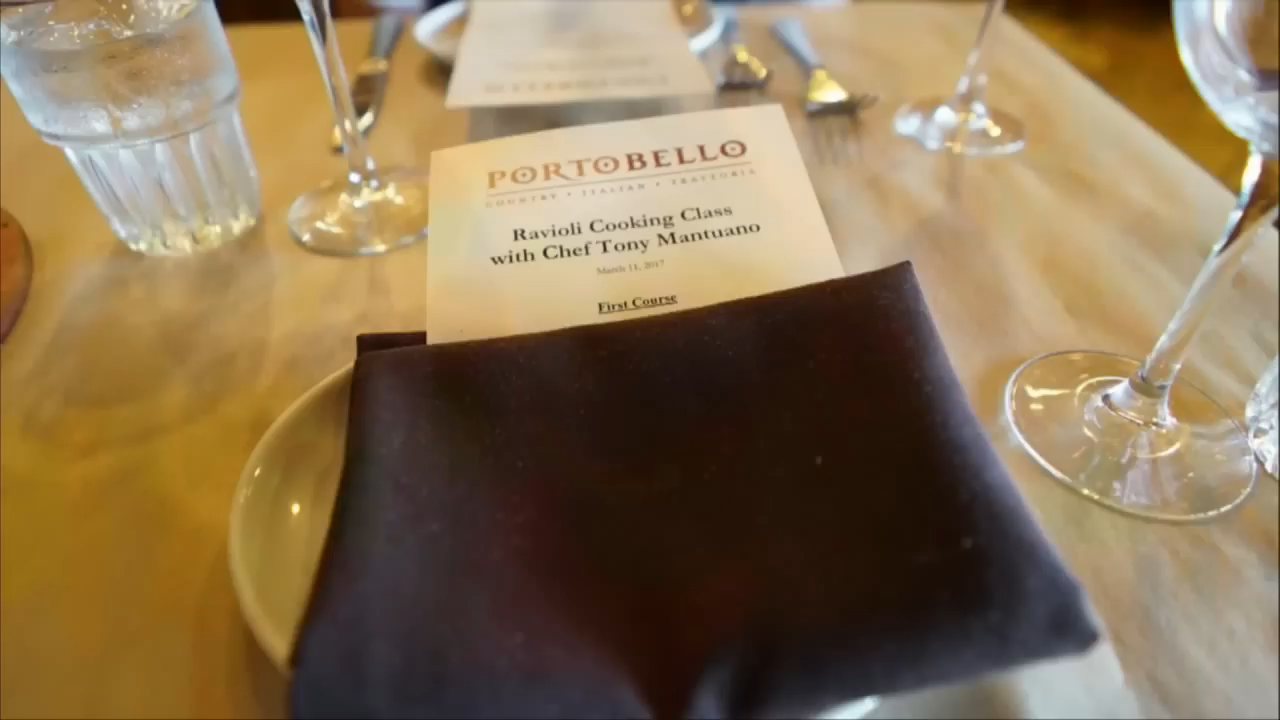 PORTOBELLO
COUNTRY • ITALIAN • TRATTORIA
Ravioli Cooking Class
with Chef Tony Mantuano
March 11, 2017
First Course